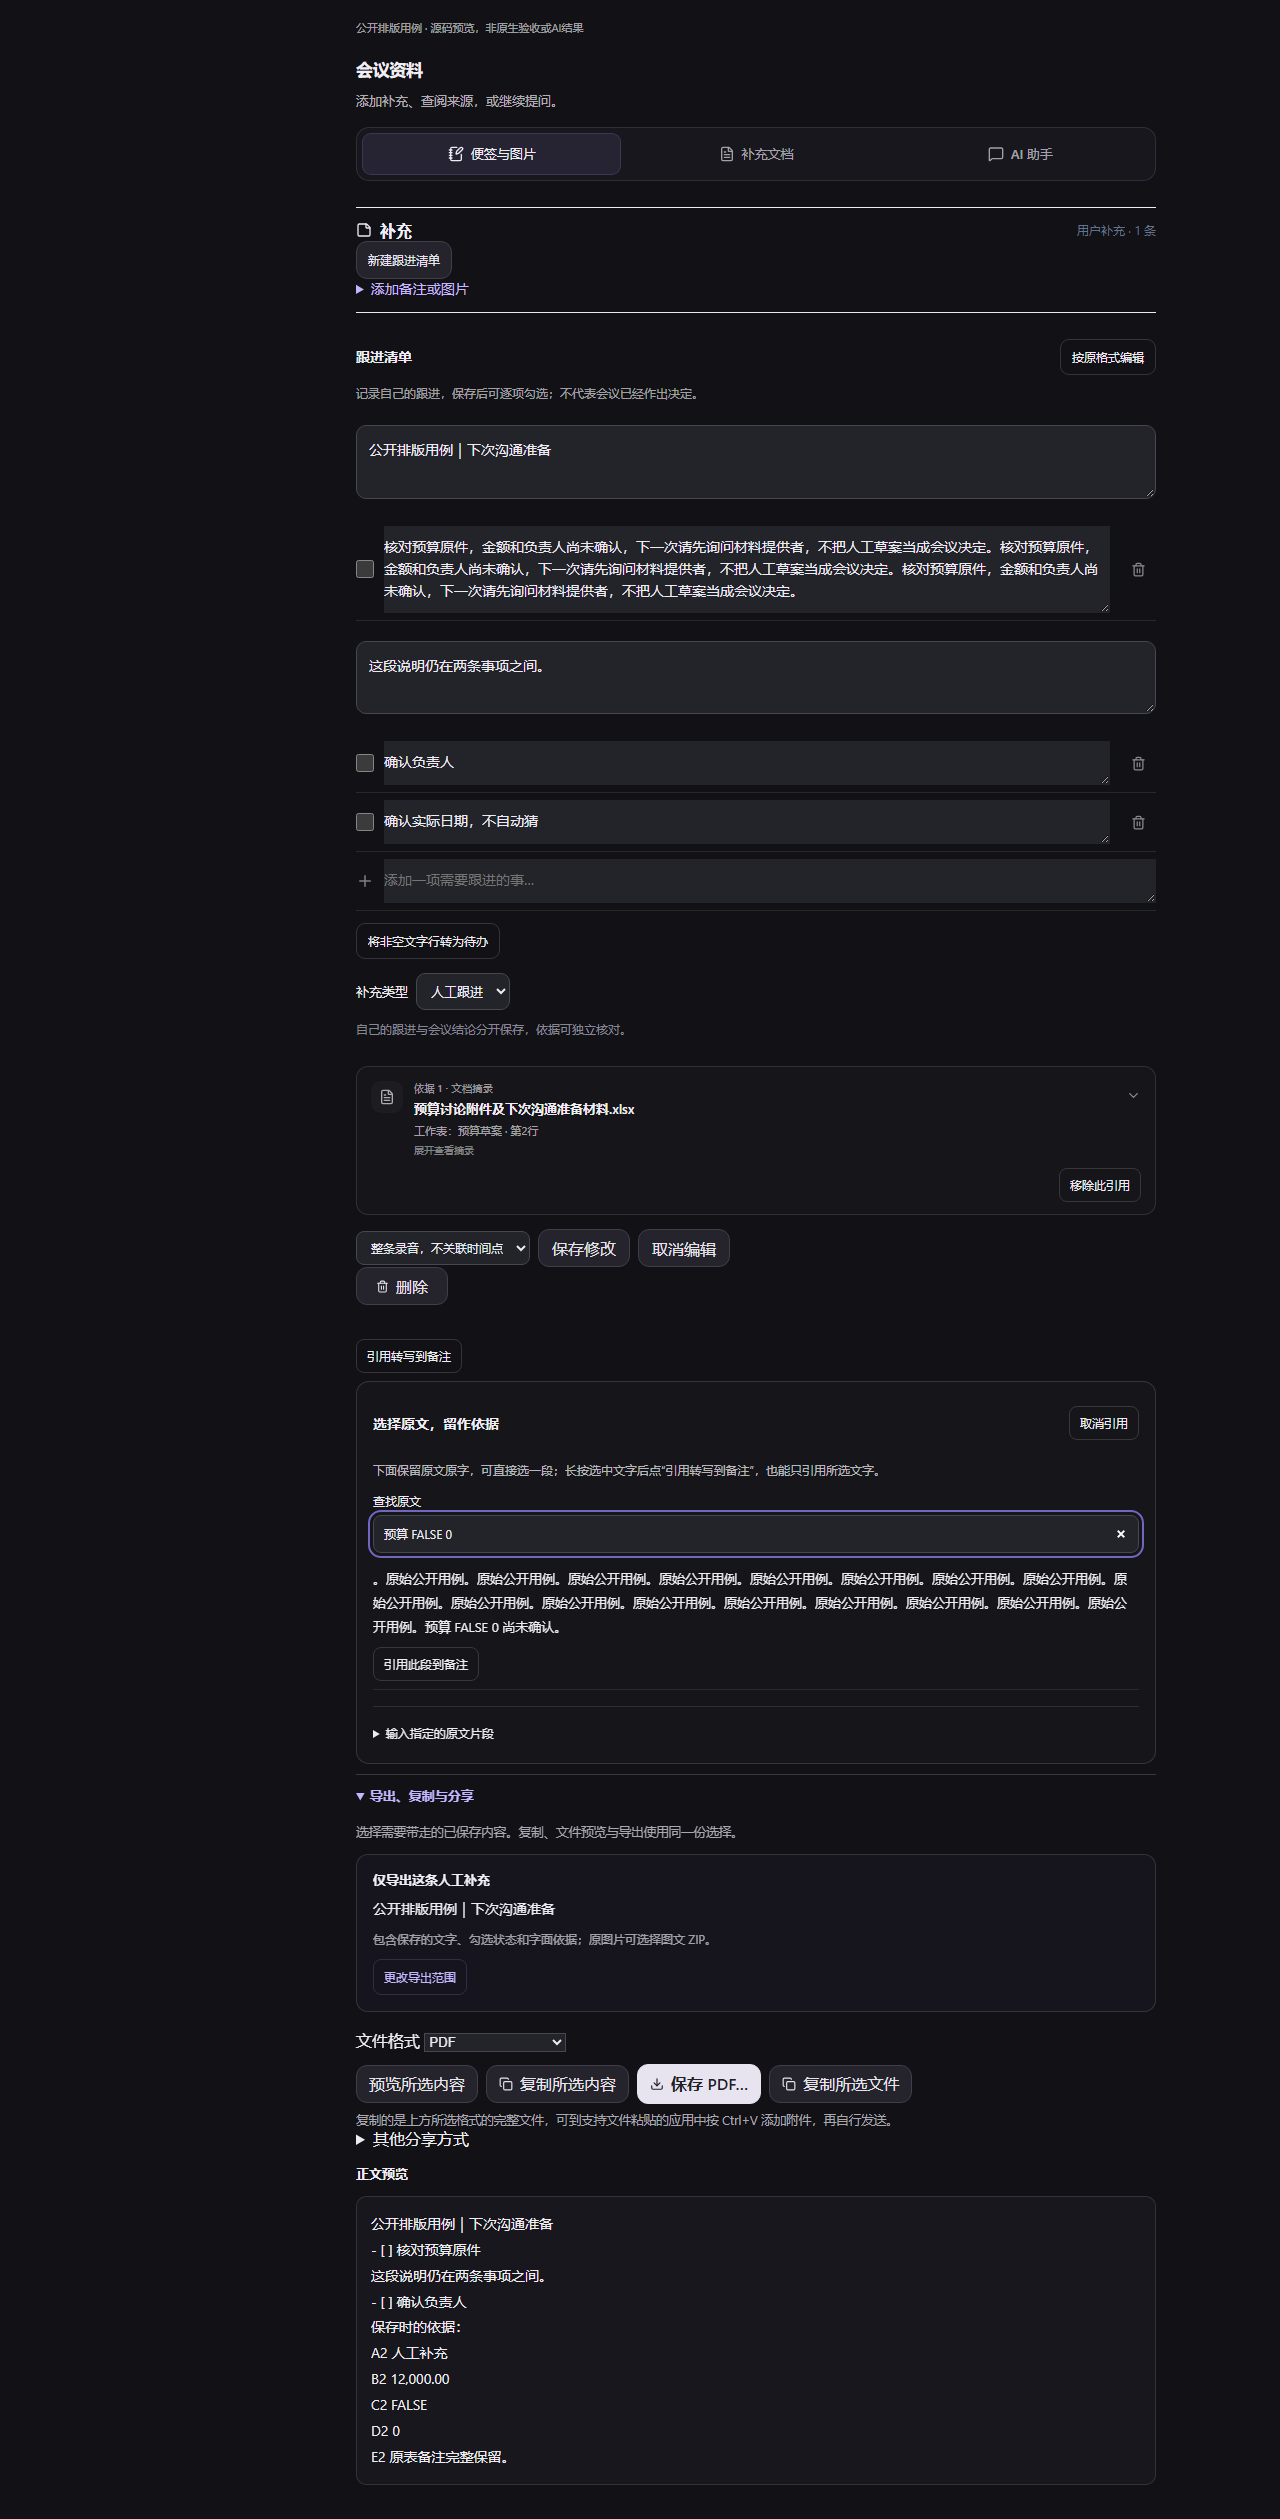 公开排版用例 · 源码预览，非原生验收或AI结果
会议资料
添加补充、查阅来源，或继续提问。
便签与图片
补充文档
AI 助手
补充
用户补充 · 1 条
新建跟进清单
添加备注或图片
跟进清单
按原格式编辑
记录自己的跟进，保存后可逐项勾选；不代表会议已经作出决定。
公开排版用例 | 下次沟通准备
核对预算原件，金额和负责人尚未确认，下一次请先询问材料提供者，不把人工草案当成会议决定。核对预算原件，
金额和负责人尚未确认，下一次请先询问材料提供者，不把人工草案当成会议决定。核对预算原件，金额和负责人尚
未确认，下一次请先询问材料提供者，不把人工草案当成会议决定。
这段说明仍在两条事项之间。
确认负责人
确认实际日期，不自动猜
添加一项需要跟进的事...
将非空文字行转为待办
补充类型
人工跟进
自己的跟进与会议结论分开保存，依据可独立核对。
依据 1 · 文档摘录
预算讨论附件及下次沟通准备材料.xlsx
工作表：预算草案 · 第2行
展开查看摘录
移除此引用
整条录音，不关联时间点
保存修改
取消编辑
删除
引用转写到备注
选择原文，留作依据
取消引用
下面保留原文原字，可直接选一段；长按选中文字后点“引用转写到备注”，也能只引用所选文字。
查找原文
预算 FALSE 0
。原始公开用例。原始公开用例。原始公开用例。原始公开用例。原始公开用例。原始公开用例。原始公开用例。原始公开用例。原
始公开用例。原始公开用例。原始公开用例。原始公开用例。原始公开用例。原始公开用例。原始公开用例。原始公开用例。原始公
开用例。预算 FALSE 0 尚未确认。
引用此段到备注
输入指定的原文片段
导出、复制与分享
选择需要带走的已保存内容。复制、文件预览与导出使用同一份选择。
仅导出这条人工补充
公开排版用例 | 下次沟通准备
包含保存的文字、勾选状态和字面依据；原图片可选择图文 ZIP。
更改导出范围
文件格式
PDF
预览所选内容
复制所选内容
保存 PDF...
复制所选文件
复制的是上方所选格式的完整文件，可到支持文件粘贴的应用中按 Ctrl+V 添加附件，再自行发送。
其他分享方式
正文预览
公开排版用例 | 下次沟通准备
- [ ] 核对预算原件
这段说明仍在两条事项之间。
- [ ] 确认负责人
保存时的依据：
A2 人工补充
B2 12,000.00
C2 FALSE
D2 0
E2 原表备注完整保留。